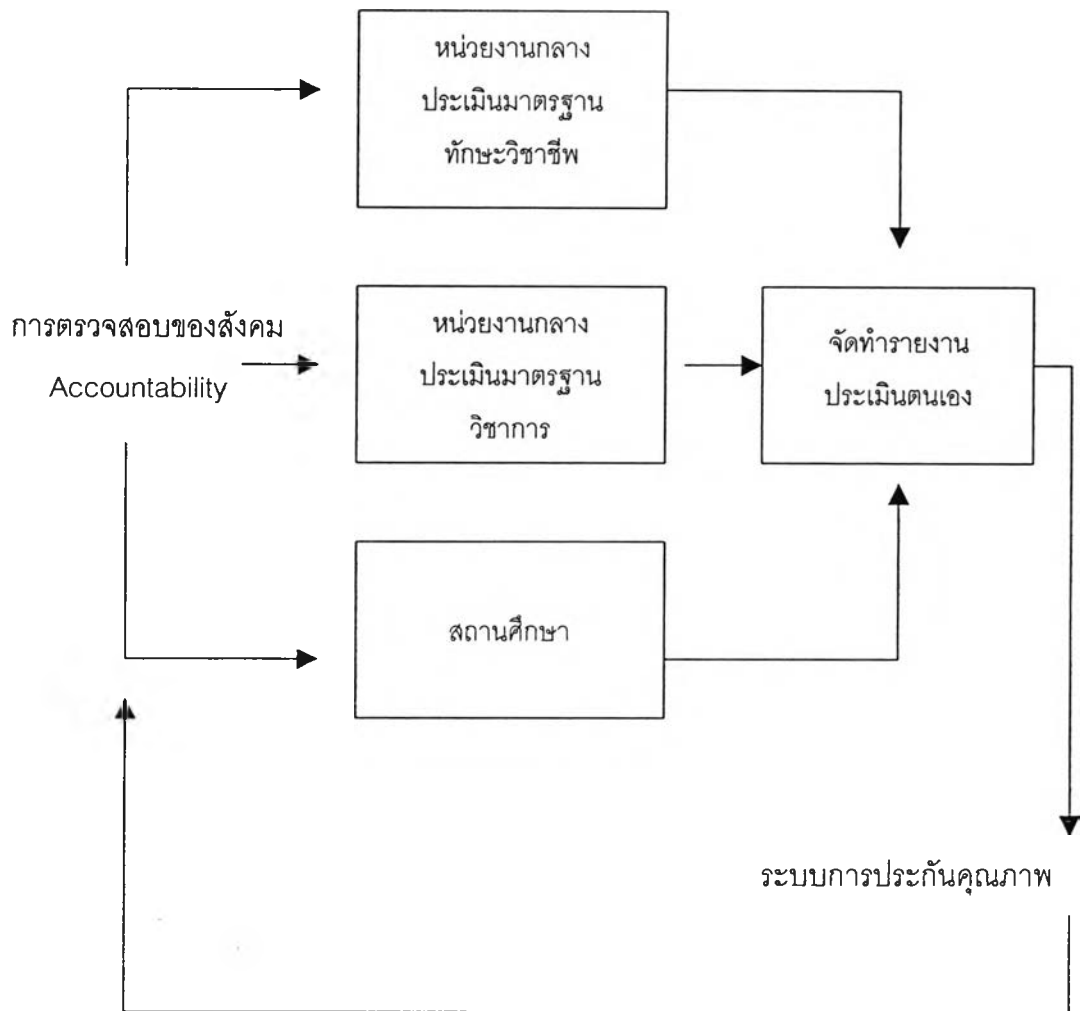 หน่วยงานกลาง
ประเมินมาตรฐาน
ทักษะวิชาชีพ
การตรวจสอบของสังคม
Accountability
หน่วยงานกลาง
ประเมินมาตรฐาน
วิชาการ
จัดทำรายงาน
ประเมินตนเอง
สถานศึกษา
ระบบการประกันคุณภาพ